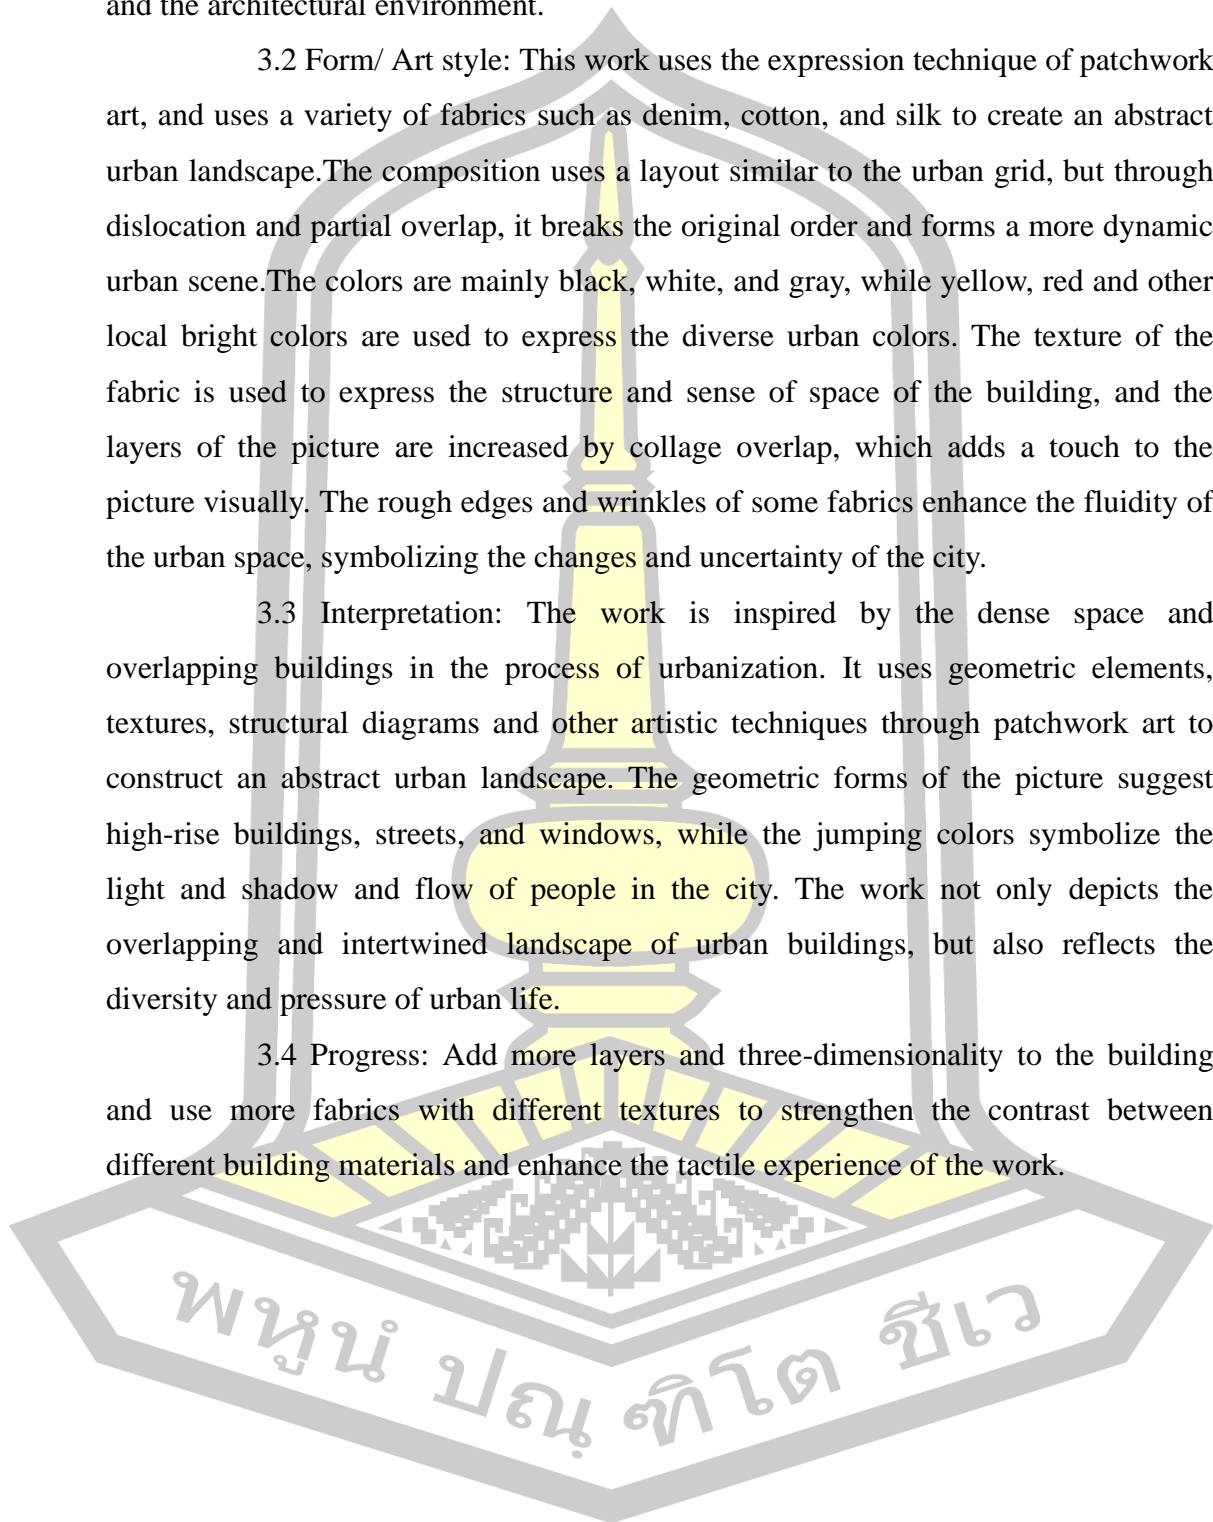 and the architectural environment.
3.2 Form/ Art style: This work uses the expression technique of patchwork
art, and uses a variety of fabrics such as denim, cotton, and silk to create an abstract
urban landscape.The composition uses a layout similar to the urban grid, but through
dislocation and partial overlap, it breaks the original order and forms a more dynamic
urban scene.The colors are mainly black, white, and gray, while yellow, red and other
local bright colors are used to express the diverse urban colors. The texture of the
fabric is used to express the structure and sense of space of the building, and the
layers of the picture are increased by collage overlap, which adds a touch to the
picture visually. The rough edges and wrinkles of some fabrics enhance the fluidity of
the urban space, symbolizing the changes and uncertainty of the city.
3.3 Interpretation: The work is inspired by the dense space and
overlapping buildings in the process of urbanization. It uses geometric elements,
textures, structural diagrams and other artistic techniques through patchwork art to
construct an abstract urban landscape. The geometric forms of the picture suggest
high-rise buildings, streets, and windows, while the jumping colors symbolize the
light and shadow and flow of people in the city. The work not only depicts the
overlapping and intertwined landscape of urban buildings, but also reflects the
diversity and pressure of urban life.
3.4 Progress: Add more layers and three-dimensionality to the building
and use more fabrics with different textures to strengthen the contrast between
different building materials and enhance the tactile experience of the work.
พหูนํ ปณฺ ฑิโต ชีเว